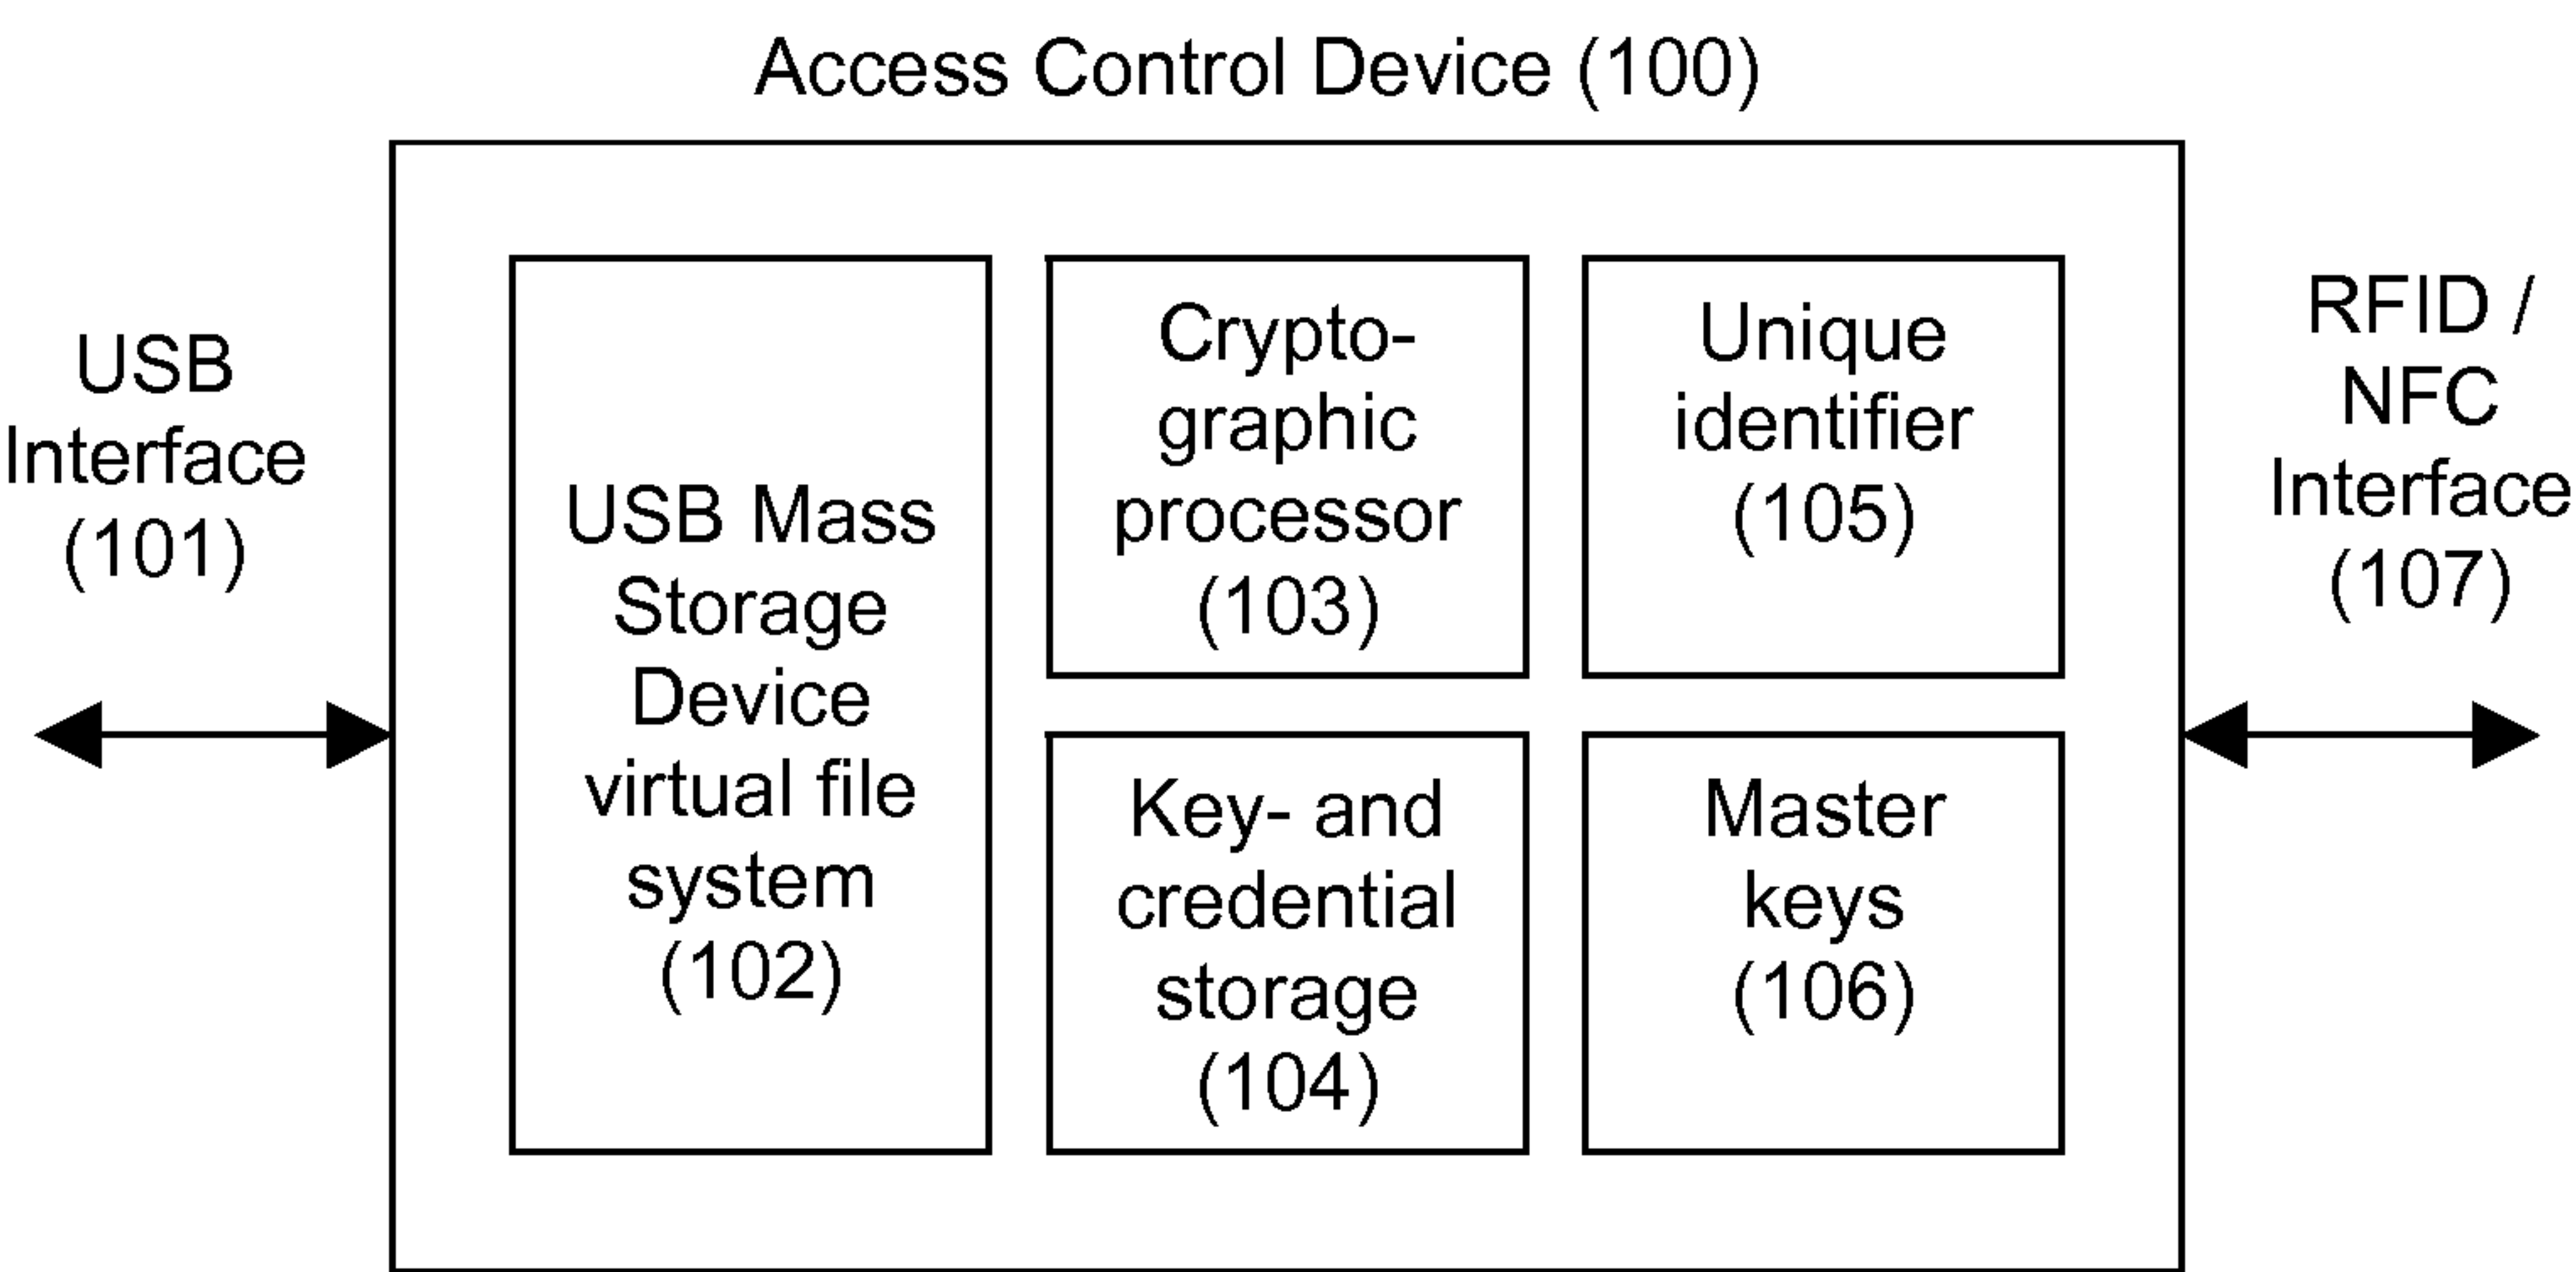 Access Control Device (100)
USB
Interface
(101)
USB Mass
Storage
Device
virtual file
system
(102)
Crypto-
graphic
processor
(103)
Key- and
credential
storage
(104)
Unique
identifier
(105)
Master
keys
(106)
RFID /
NFC
Interface
(107)